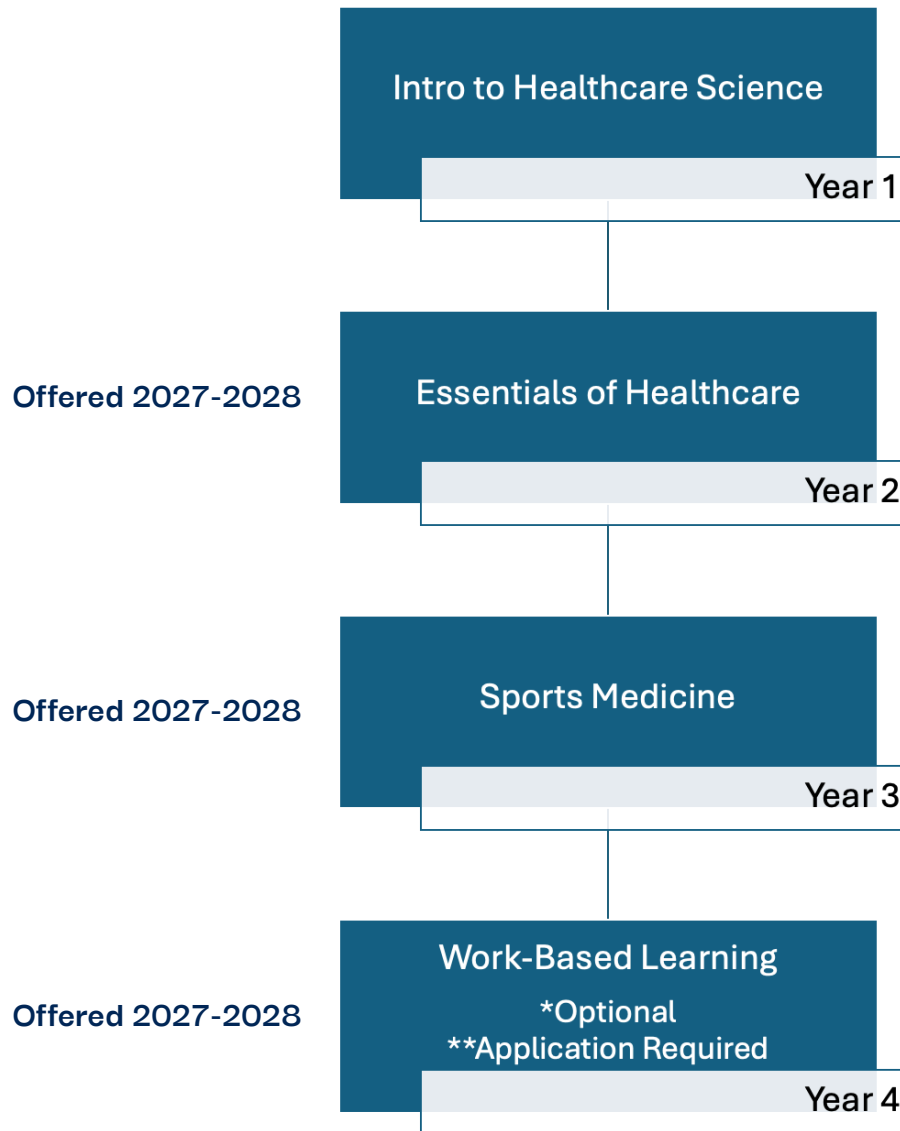 Intro to Healthcare Science
Year 1
Offered 2027-2028
Essentials of Healthcare
Year 2
Offered 2027-2028
Sports Medicine
Year 3
Offered 2027-2028
Work-Based Learning
*Optional
**Application Required
Year 4